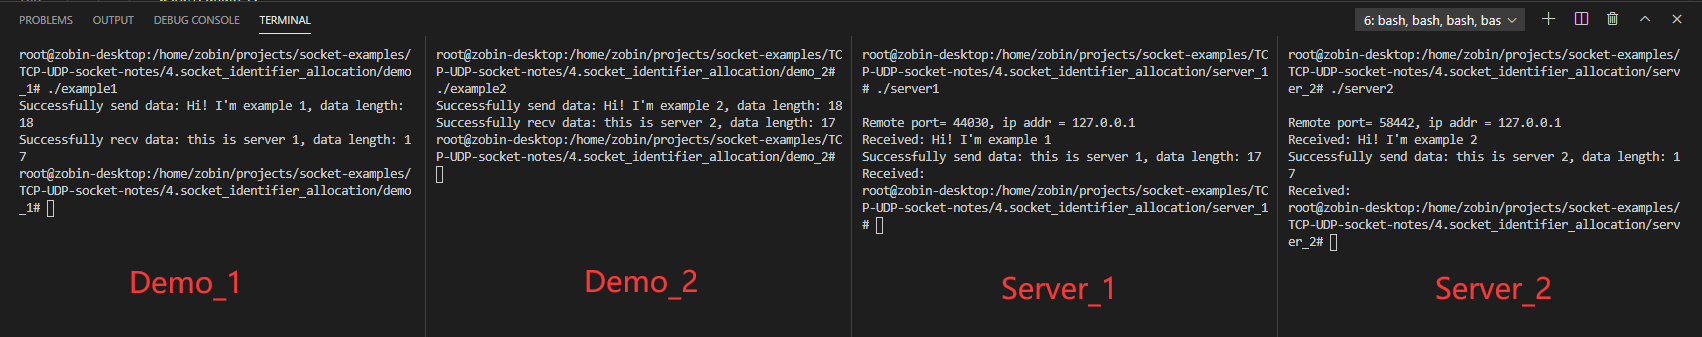 PROBLEMS OUTPUT DEBUG CONSOLE TERMINAL 6: bash, bash, bash, bas
root@zobin-desktop:/home/zobin/projects/socket-examples/
TCP-UDP-socket-notes/4.socket_identifier_allocation/demo
_1# ./example1
Successfully send data: Hi! I'm example 1, data length:
18
Successfully recv data: this is server 1, data length: 1
7
root@zobin-desktop:/home/zobin/projects/socket-examples/
TCP-UDP-socket-notes/4.socket_identifier_allocation/demo
_1#
Demo_1
root@zobin-desktop:/home/zobin/projects/socket-examples/TC
P-UDP-socket-notes/4.socket_identifier_allocation/demo_2#
./example2
Successfully send data: Hi! I'm example 2, data length: 18
Successfully recv data: this is server 2, data length: 17
root@zobin-desktop:/home/zobin/projects/socket-examples/TC
P-UDP-socket-notes/4.socket_identifier_allocation/demo_2#
Demo_2
root@zobin-desktop:/home/zobin/projects/socket-examples/TC
P-UDP-socket-notes/4.socket_identifier_allocation/server_1
# ./server1
Remote port= 44030, ip addr = 127.0.0.1
Received: Hi! I'm example 1
Successfully send data: this is server 1, data length: 17
Received:
root@zobin-desktop:/home/zobin/projects/socket-examples/TC
P-UDP-socket-notes/4.socket_identifier_allocation/server_1
#
Server_1
root@zobin-desktop:/home/zobin/projects/socket-examples/
TCP-UDP-socket-notes/4.socket_identifier_allocation/serv
er_2# ./server2
Remote port= 58442, ip addr = 127.0.0.1
Received: Hi! I'm example 2
Successfully send data: this is server 2, data length: 1
7
Received:
root@zobin-desktop:/home/zobin/projects/socket-examples/
TCP-UDP-socket-notes/4.socket_identifier_allocation/serv
er_2#
Server_2